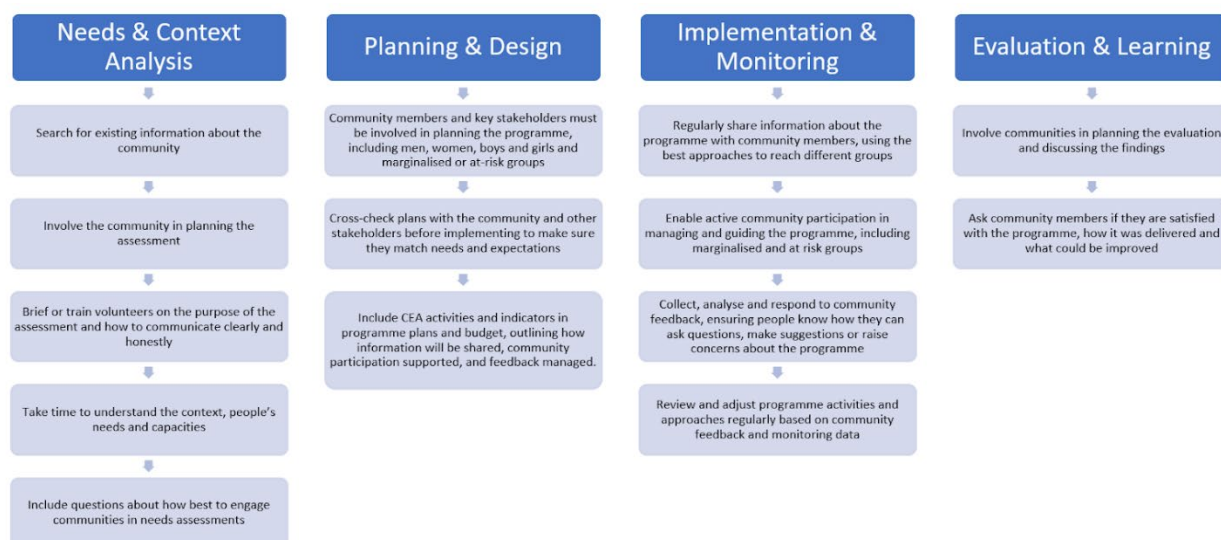 Needs & Context
Analysis
Search for existing information about the
community
Involve the community in planning the
assessment
Brief or train volunteers on the purpose of the
assessment and how to communicate clearly and
honestly
Take time to understand the context, people's
needs and capacities
Include questions about how best to engage
communities in needs assessments
Planning & Design
Community members and key stakeholders must
be involved in planning the programme,
including men, women, boys and girls and
marginalised or at-risk groups
Cross-check plans with the community and other
stakeholders before implementing to make sure
they match needs and expectations
Include CEA activities and indicators in
programme plans and budget, outlining how
information will be shared, community
participation supported, and feedback managed.
Implementation &
Monitoring
Regularly share information about the
programme with community members, using the
best approaches to reach different groups
Enable active community participation in
managing and guiding the programme, including
marginalised and at risk groups
Collect, analyse and respond to community
feedback, ensuring people know how they can
ask questions, make suggestions or raise
concerns about the programme
Review and adjust programme activities and
approaches regularly based on community
feedback and monitoring data
Evaluation & Learning
Involve communities in planning the evaluation
and discussing the findings
Ask community members if they are satisfied
with the programme, how it was delivered and
what could be improved